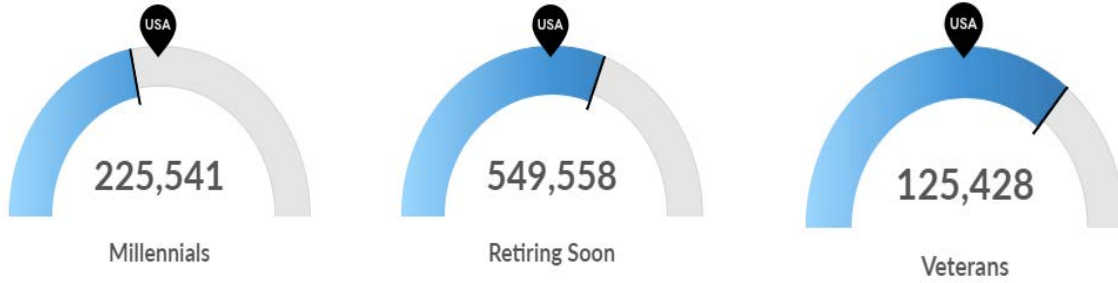 USA
USA
USA
225,541
549,558
125,428
Millennials
Retiring Soon
Veterans